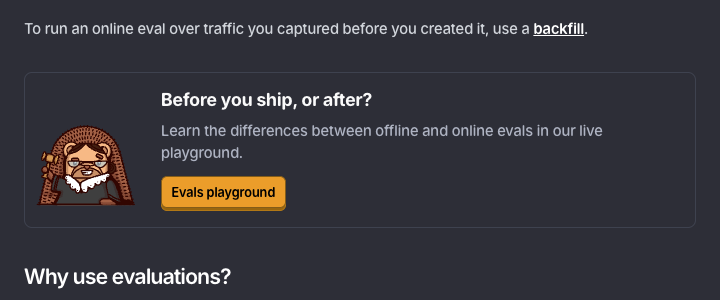 To run an online eval over traffic you captured before you created it, use a backfill.
Before you ship, or after?
Learn the differences between offline and online evals in our live
playground.
Evals playground
Why use evaluations?